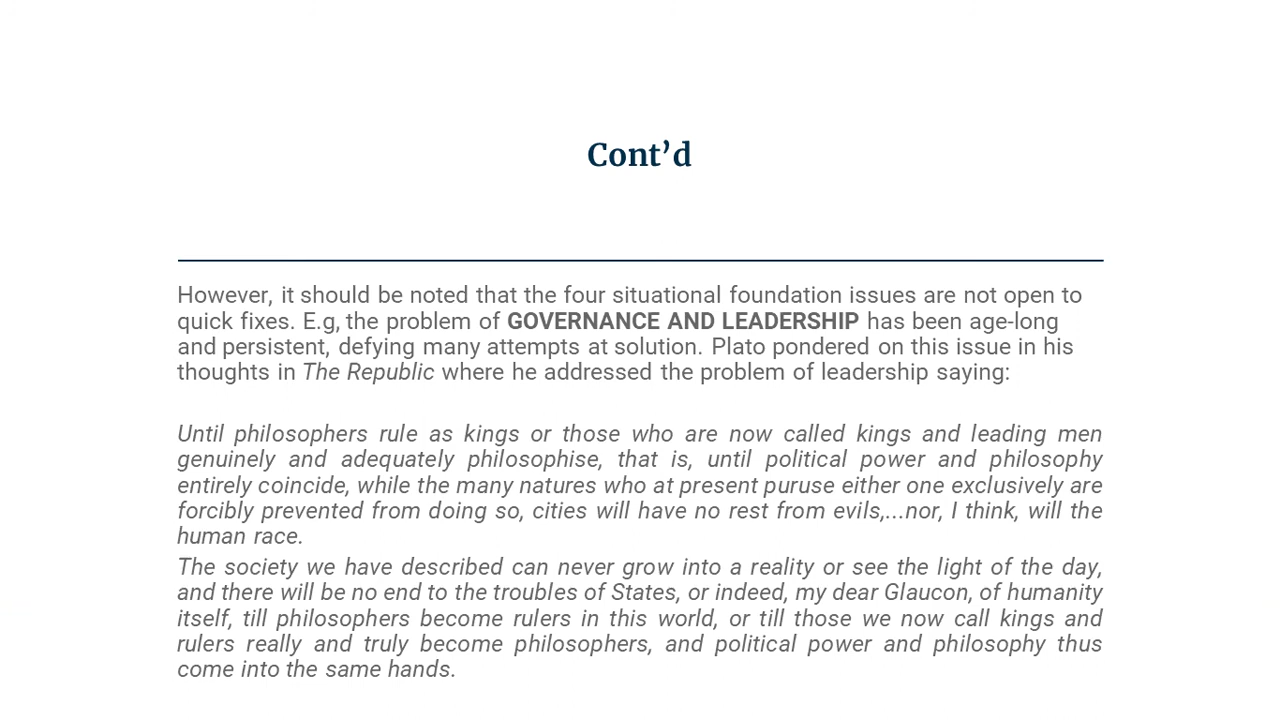 Cont’d
However, it should be noted that the four situational foundation issues are not open to
quick fixes. E.g, the problem of GOVERNANCE AND LEADERSHIP has been age-long
and persistent, defying many attempts at solution. Plato pondered on this issue in his
thoughts in The Republic where he addressed the problem of leadership saying:
Until philosophers rule as kings or those who are now called kings and leading men
genuinely and adequately philosophise, that is, until political power and philosophy
entirely coincide, while the many natures who at present puruse either one exclusively are
forcibly prevented from doing so, cities will have no rest from evils,...nor, I think, will the
human race.
The society we have described can never grow into a reality or see the light of the day,
and there will be no end to the troubles of States, or indeed, my dear Glaucon, of humanity
itself, till philosophers become rulers in this world, or till those we now call kings and
rulers really and truly become philosophers, and political power and philosophy thus
come into the same hands.